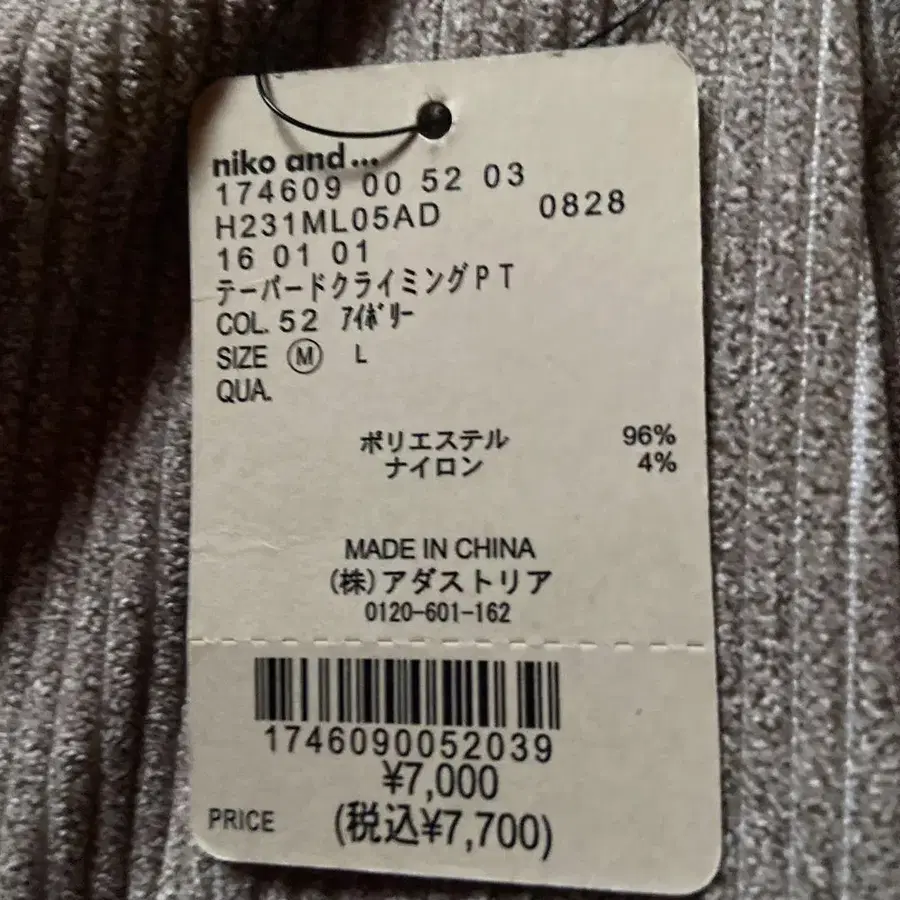 niko and...
174609 00 52 03
H231ML05AD 0828
16 01 01
テーパードクライミングPT
COL. 52 ｱｲﾎﾞﾘｰ
SIZE Ⓜ L
QUA.
ポリエステル 96%
ナイロン 4%
MADE IN CHINA
(株)アダストリア
0120-601-162
1746090052039
¥7,000
PRICE (税込¥7,700)